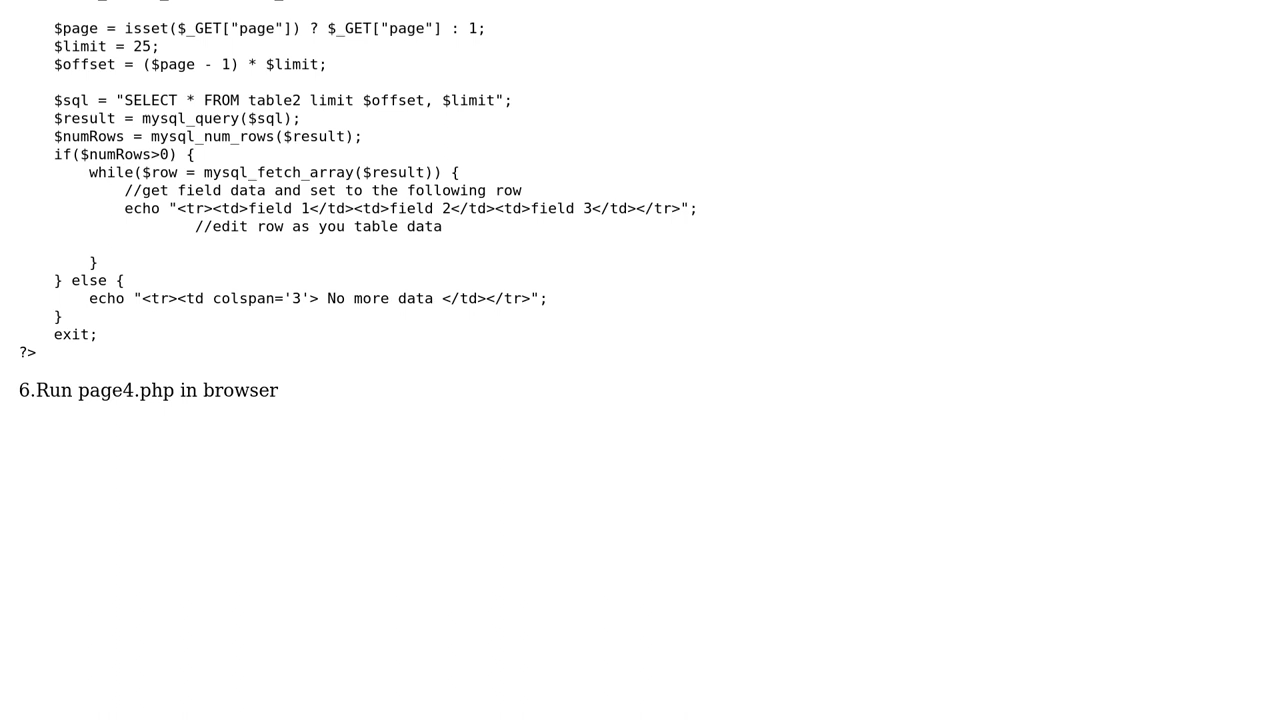 $page = isset($_GET["page"]) ? $_GET["page"] : 1;
$limit = 25;
$offset = ($page - 1) * $limit;
$sql = "SELECT * FROM table2 limit $offset, $limit";
$result = mysql_query($sql);
$numRows = mysql_num_rows($result);
if($numRows>0) {
while($row = mysql_fetch_array($result)) {
//get field data and set to the following row
echo "<tr><td>field 1</td><td>field 2</td><td>field 3</td></tr>";
//edit row as you table data
}
} else {
echo "<tr><td colspan='3'> No more data </td></tr>";
}
exit;
?>
6.Run page4.php in browser